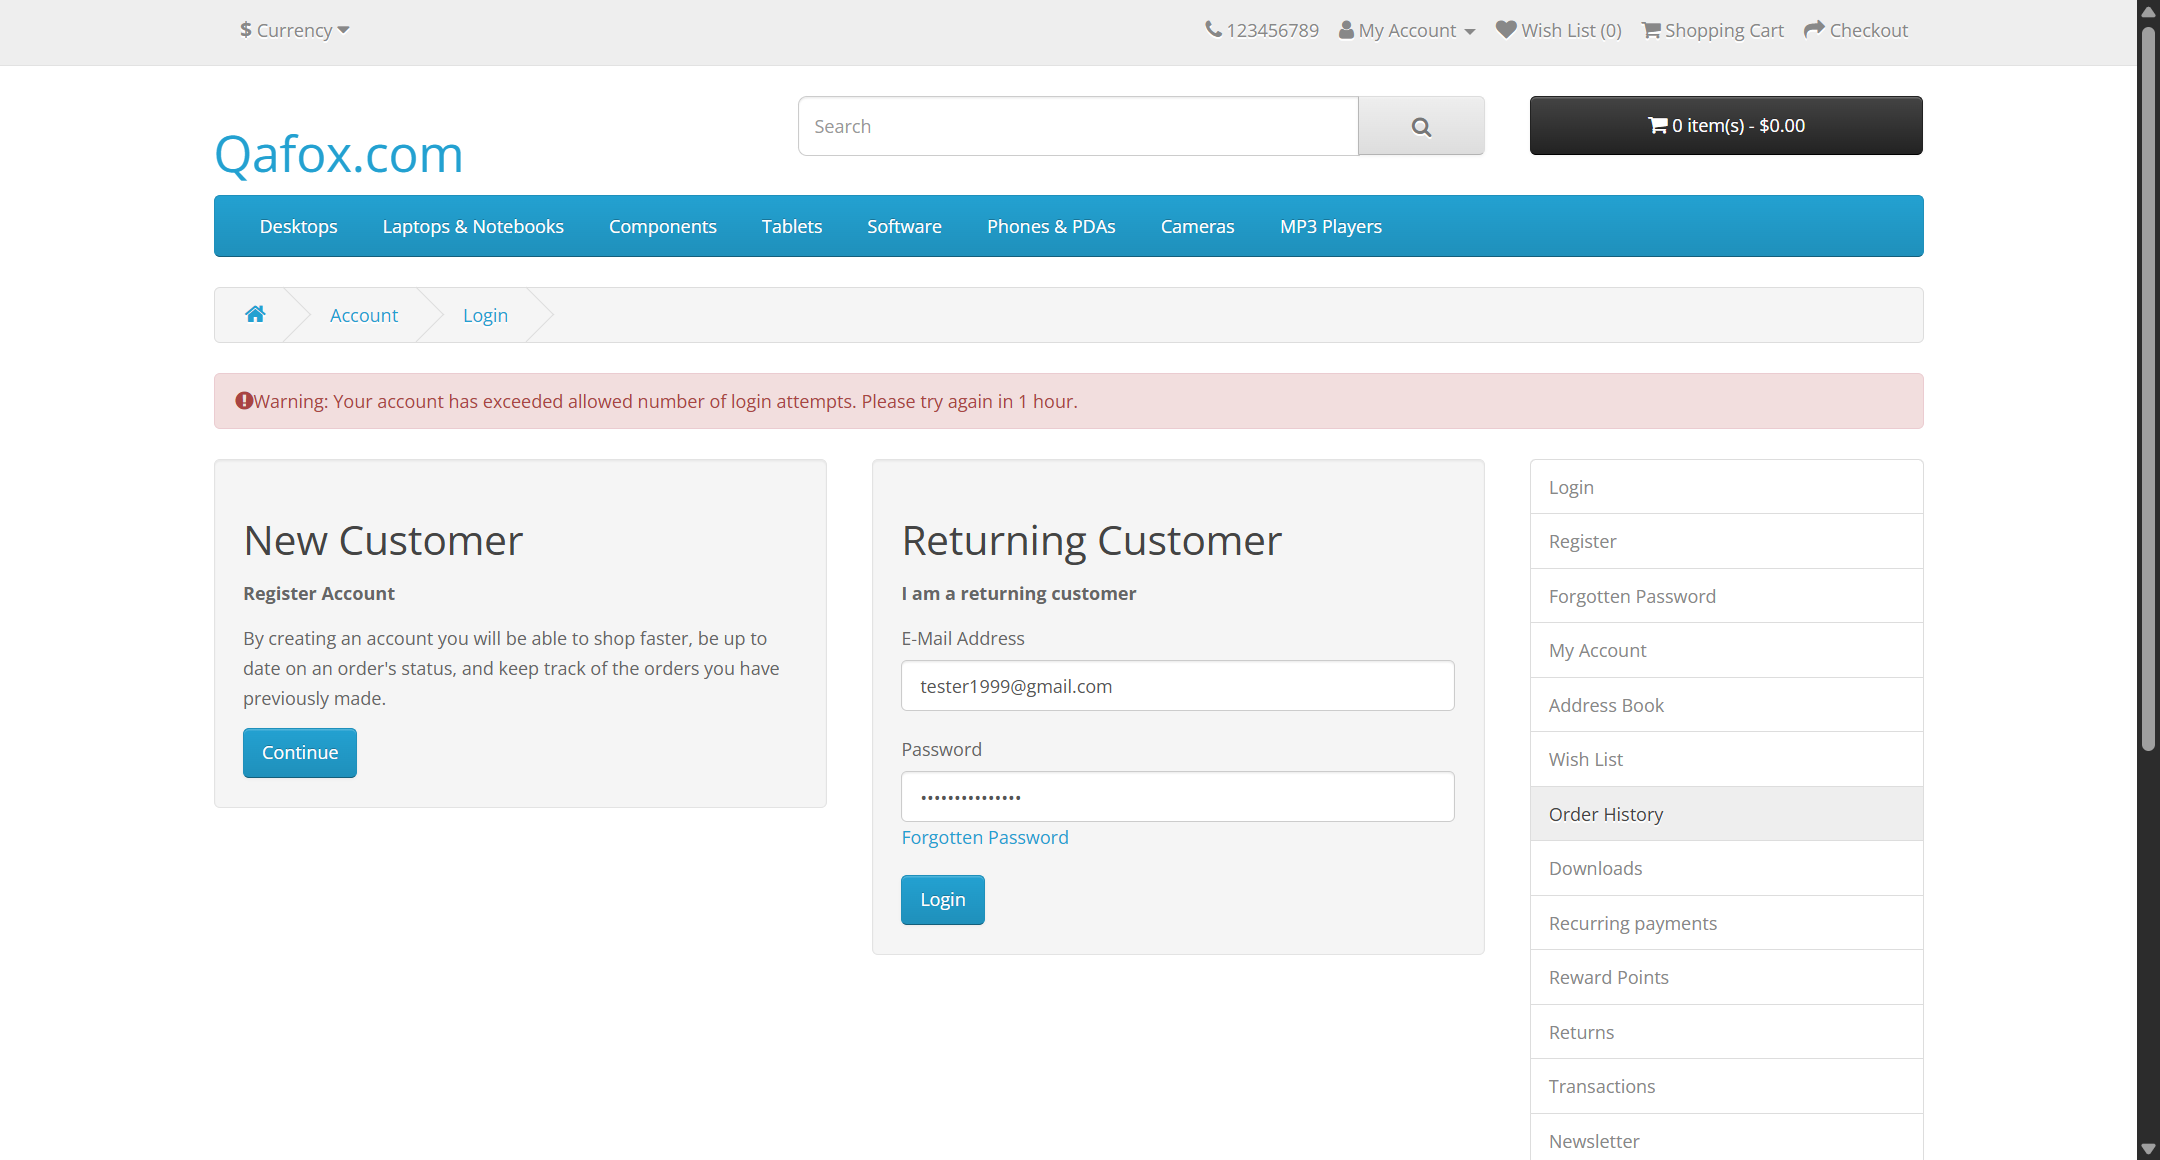 $ Currency
123456789 My Account Wish List (0) Shopping Cart Checkout
Qafox.com
Search
0 item(s) - $0.00
Desktops Laptops & Notebooks Components Tablets Software Phones & PDAs Cameras MP3 Players
Account Login
Warning: Your account has exceeded allowed number of login attempts. Please try again in 1 hour.
New Customer
Register Account
By creating an account you will be able to shop faster, be up to
date on an order's status, and keep track of the orders you have
previously made.
Continue
Returning Customer
I am a returning customer
E-Mail Address
tester1999@gmail.com
Password
•••••••••••••••
Forgotten Password
Login
Login
Register
Forgotten Password
My Account
Address Book
Wish List
Order History
Downloads
Recurring payments
Reward Points
Returns
Transactions
Newsletter